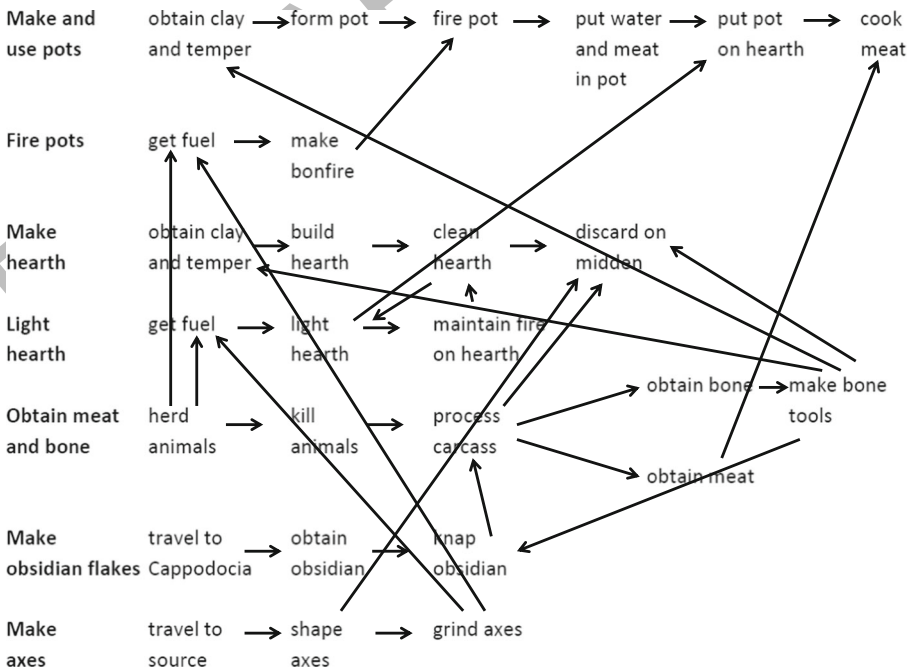 Make and obtain clay form pot fire pot put water put pot cook
use pots and temper and meat on hearth meat
in pot
Fire pots get fuel make
bonfire
Make obtain clay build clean discard on
hearth and temper hearth hearth midden
Light get fuel light maintain fire
hearth hearth on hearth
obtain bone make bone
Obtain meat herd kill process tools
and bone animals animals carcass
obtain meat
Make travel to obtain knap
obsidian flakes Cappodocia obsidian obsidian
Make travel to shape grind axes
axes source axes